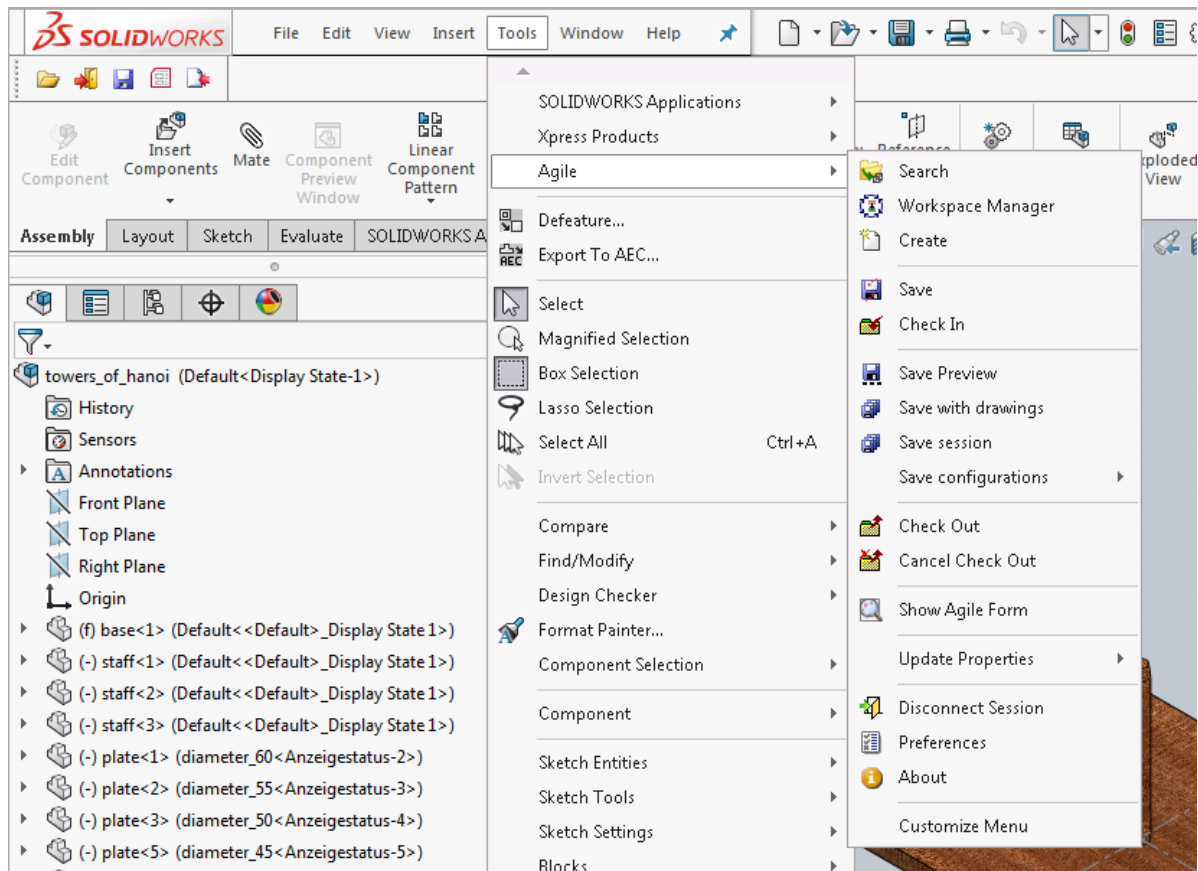 SOLIDWORKS
File Edit View Insert Tools Window Help
Edit Component
Insert Components
Mate
Component Preview Window
Linear Component Pattern
Reference
Exploded View
Assembly Layout Sketch Evaluate SOLIDWORKS A
towers_of_hanoi (Default<Display State-1>)
History
Sensors
Annotations
Front Plane
Top Plane
Right Plane
Origin
(f) base<1> (Default<<Default>_Display State 1>)
(-) staff<1> (Default<<Default>_Display State 1>)
(-) staff<2> (Default<<Default>_Display State 1>)
(-) staff<3> (Default<<Default>_Display State 1>)
(-) plate<1> (diameter_60<Anzeigestatus-2>)
(-) plate<2> (diameter_55<Anzeigestatus-3>)
(-) plate<3> (diameter_50<Anzeigestatus-4>)
(-) plate<5> (diameter_45<Anzeigestatus-5>)
SOLIDWORKS Applications
Xpress Products
Agile
Defeature...
AEC Export To AEC...
Select
Magnified Selection
Box Selection
Lasso Selection
Select All Ctrl+A
Invert Selection
Compare
Find/Modify
Design Checker
Format Painter...
Component Selection
Component
Sketch Entities
Sketch Tools
Sketch Settings
Blocks
Search
Workspace Manager
Create
Save
Check In
Save Preview
Save with drawings
Save session
Save configurations
Check Out
Cancel Check Out
Show Agile Form
Update Properties
Disconnect Session
Preferences
About
Customize Menu